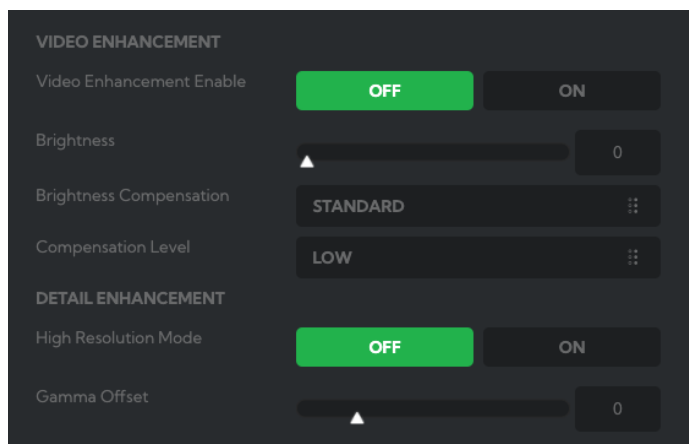 VIDEO ENHANCEMENT
Video Enhancement Enable OFF ON
Brightness 0
Brightness Compensation STANDARD
Compensation Level LOW
DETAIL ENHANCEMENT
High Resolution Mode OFF ON
Gamma Offset 0